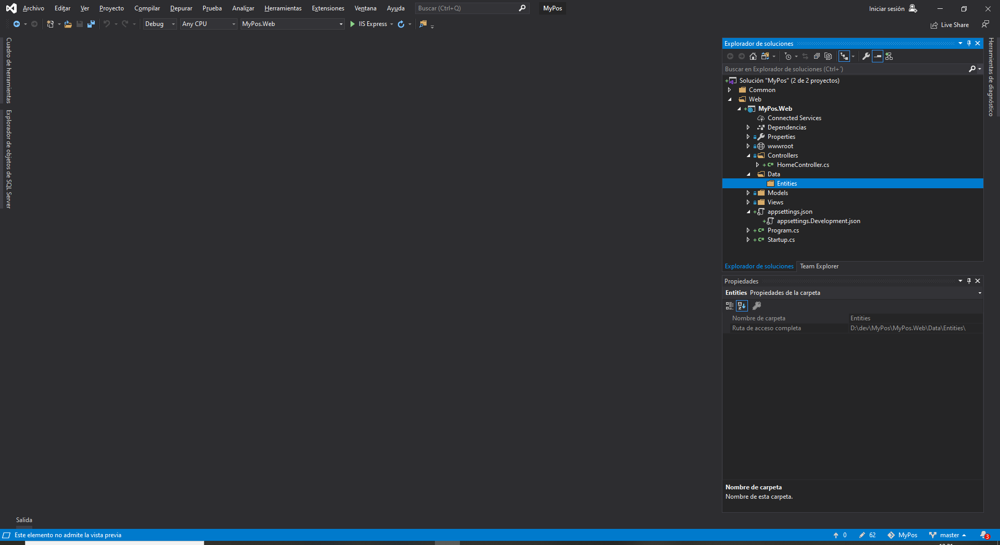 Archivo Editar Ver Proyecto Compilar Depurar Prueba Analizar Herramientas Extensiones Ventana Ayuda Buscar (Ctrl+Q) MyPos Iniciar sesión
Debug Any CPU MyPos.Web IIS Express Live Share
Cuadro de herramientas
Explorador de objetos de SQL Server
Explorador de soluciones
Buscar en Explorador de soluciones (Ctrl+´)
Solución "MyPos" (2 de 2 proyectos)
Common
Web
MyPos.Web
Connected Services
Dependencias
Properties
wwwroot
Controllers
C# HomeController.cs
Data
Entities
Models
Views
appsettings.json
appsettings.Development.json
C# Program.cs
C# Startup.cs
Explorador de soluciones Team Explorer
Herramientas de diagnóstico
Propiedades
Entities Propiedades de la carpeta
Nombre de carpeta Entities
Ruta de acceso completa D:\dev\MyPos\MyPos.Web\Data\Entities\
Nombre de carpeta
Nombre de esta carpeta.
Salida
Este elemento no admite la vista previa 0 62 MyPos master 3